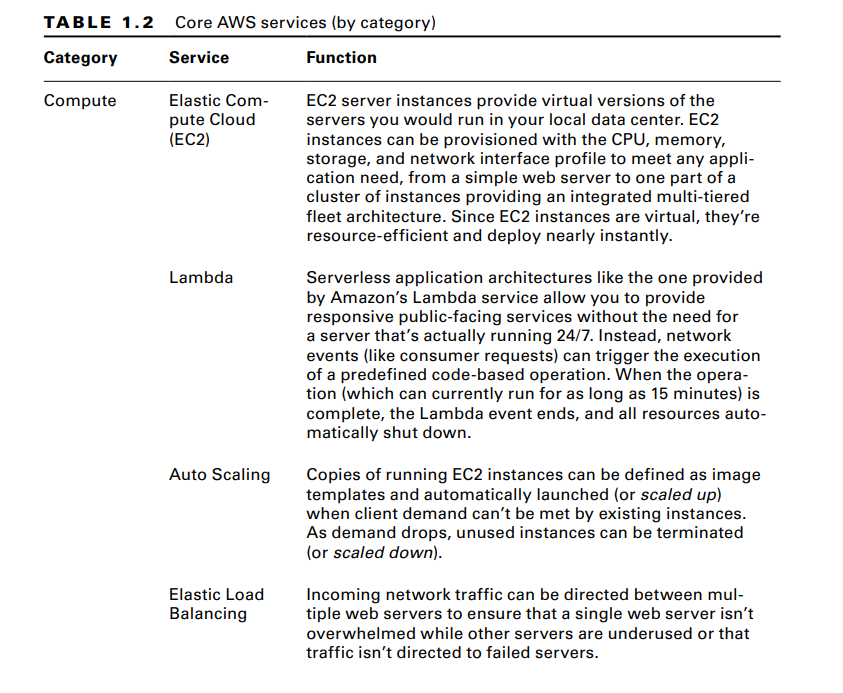 TABLE 1.2 Core AWS services (by category)
Category Service Function
Compute Elastic Com- EC2 server instances provide virtual versions of the
pute Cloud servers you would run in your local data center. EC2
(EC2) instances can be provisioned with the CPU, memory,
storage, and network interface profile to meet any appli-
cation need, from a simple web server to one part of a
cluster of instances providing an integrated multi-tiered
fleet architecture. Since EC2 instances are virtual, they’re
resource-efficient and deploy nearly instantly.
Lambda Serverless application architectures like the one provided
by Amazon’s Lambda service allow you to provide
responsive public-facing services without the need for
a server that’s actually running 24/7. Instead, network
events (like consumer requests) can trigger the execution
of a predefined code-based operation. When the opera-
tion (which can currently run for as long as 15 minutes) is
complete, the Lambda event ends, and all resources auto-
matically shut down.
Auto Scaling Copies of running EC2 instances can be defined as image
templates and automatically launched (or scaled up)
when client demand can’t be met by existing instances.
As demand drops, unused instances can be terminated
(or scaled down).
Elastic Load Incoming network traffic can be directed between mul-
Balancing tiple web servers to ensure that a single web server isn’t
overwhelmed while other servers are underused or that
traffic isn’t directed to failed servers.